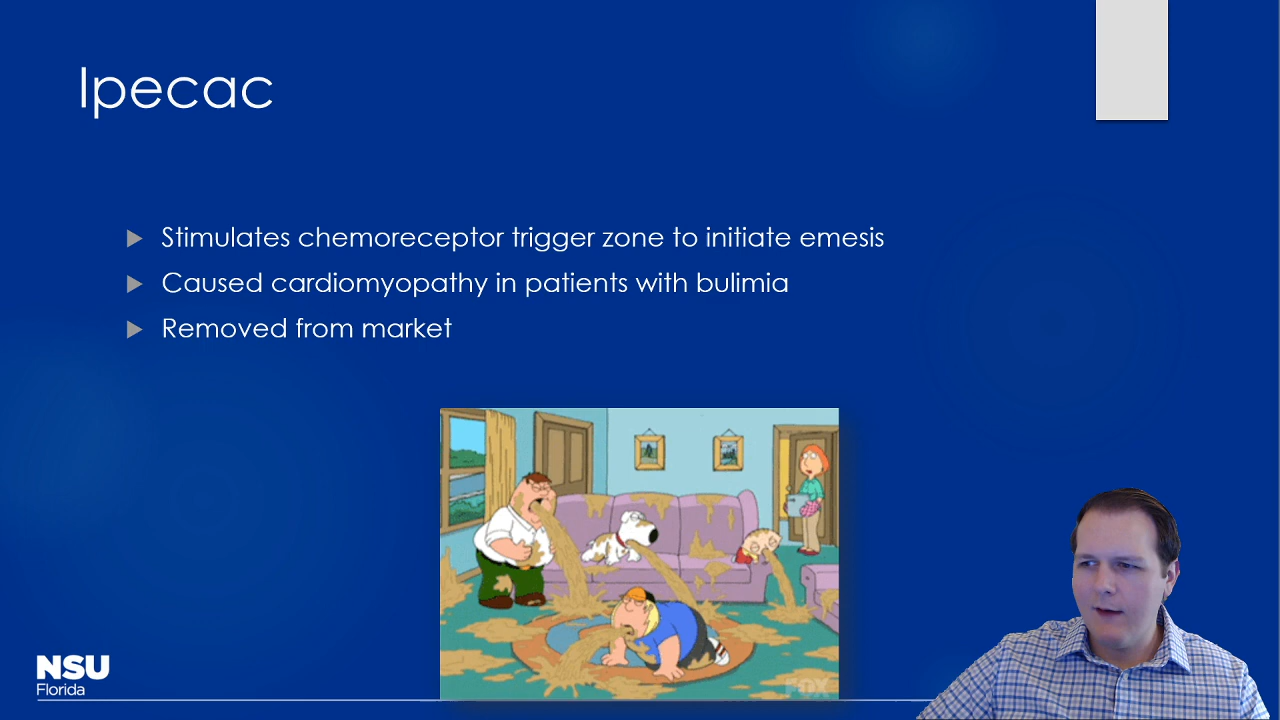 Ipecac
Stimulates chemoreceptor trigger zone to initiate emesis
Caused cardiomyopathy in patients with bulimia
Removed from market
FOX
NSU
Florida